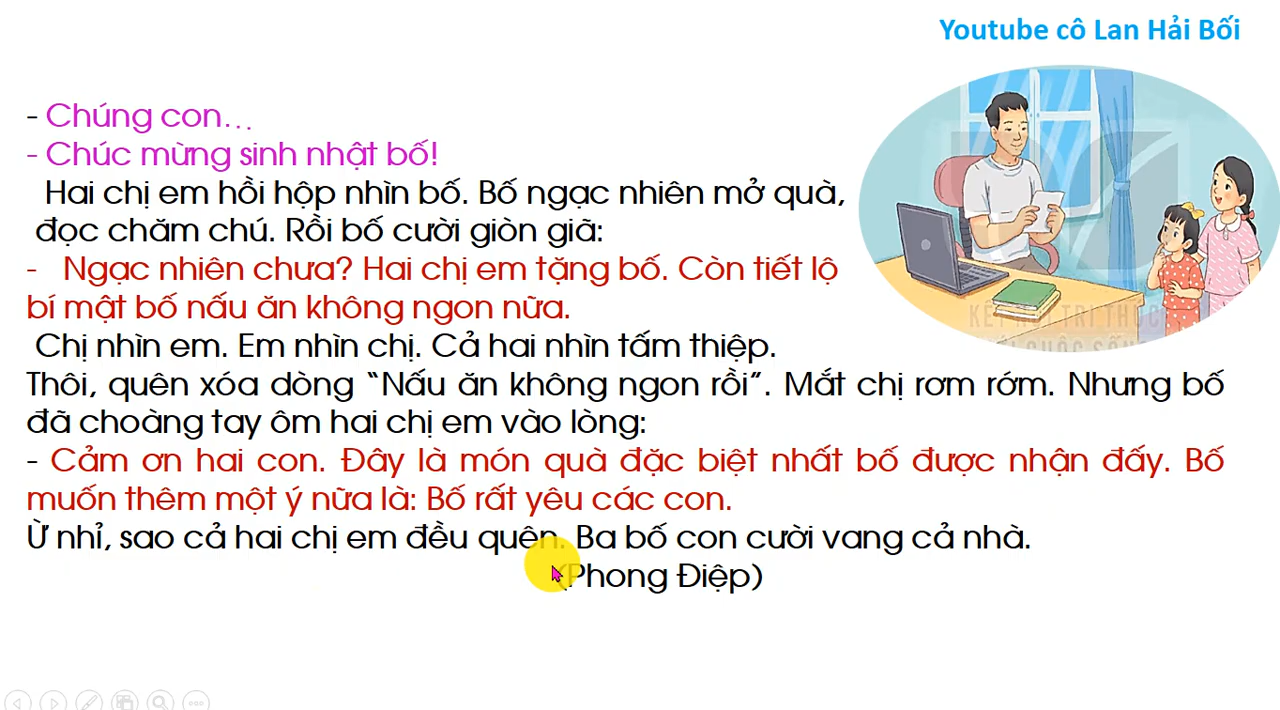 Youtube cô Lan Hải Bối
- Chúng con...
- Chúc mừng sinh nhật bố!
Hai chị em hồi hộp nhìn bố. Bố ngạc nhiên mở quà,
đọc chăm chú. Rồi bố cười giòn giã:
- Ngạc nhiên chưa? Hai chị em tặng bố. Còn tiết lộ
bí mật bố nấu ăn không ngon nữa.
Chị nhìn em. Em nhìn chị. Cả hai nhìn tấm thiệp.
Thôi, quên xóa dòng “Nấu ăn không ngon rồi”. Mắt chị rơm rớm. Nhưng bố
đã choàng tay ôm hai chị em vào lòng:
- Cảm ơn hai con. Đây là món quà đặc biệt nhất bố được nhận đấy. Bố
muốn thêm một ý nữa là: Bố rất yêu các con.
Ừ nhỉ, sao cả hai chị em đều quên. Ba bố con cười vang cả nhà.
(Phong Điệp)
KẾT NỐI TRI THỨC
CUỘC SỐNG